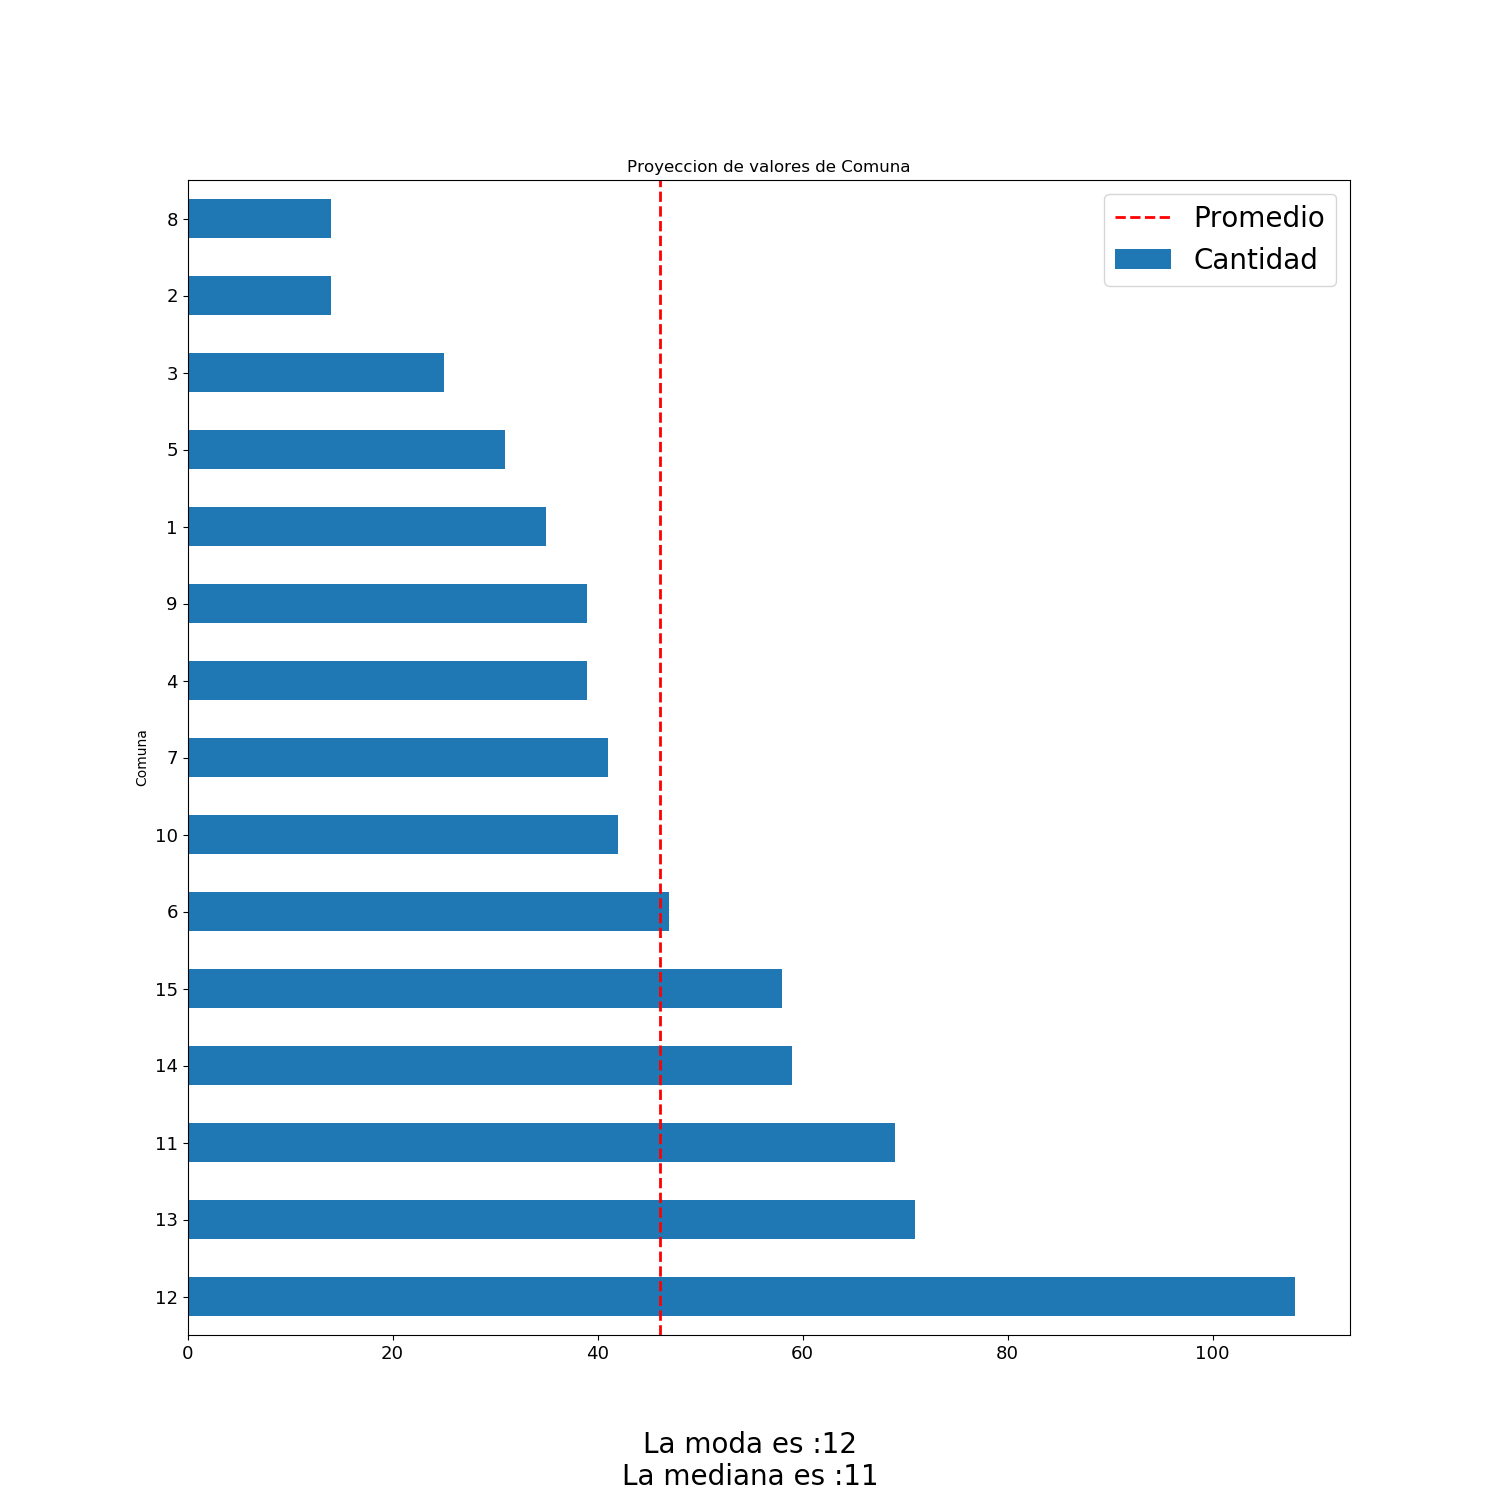 Proyeccion de valores de Comuna
Promedio
Cantidad
8
2
3
5
1
9
4
7
10
6
15
14
11
13
12
Comuna
0 20 40 60 80 100
La moda es :12
La mediana es :11